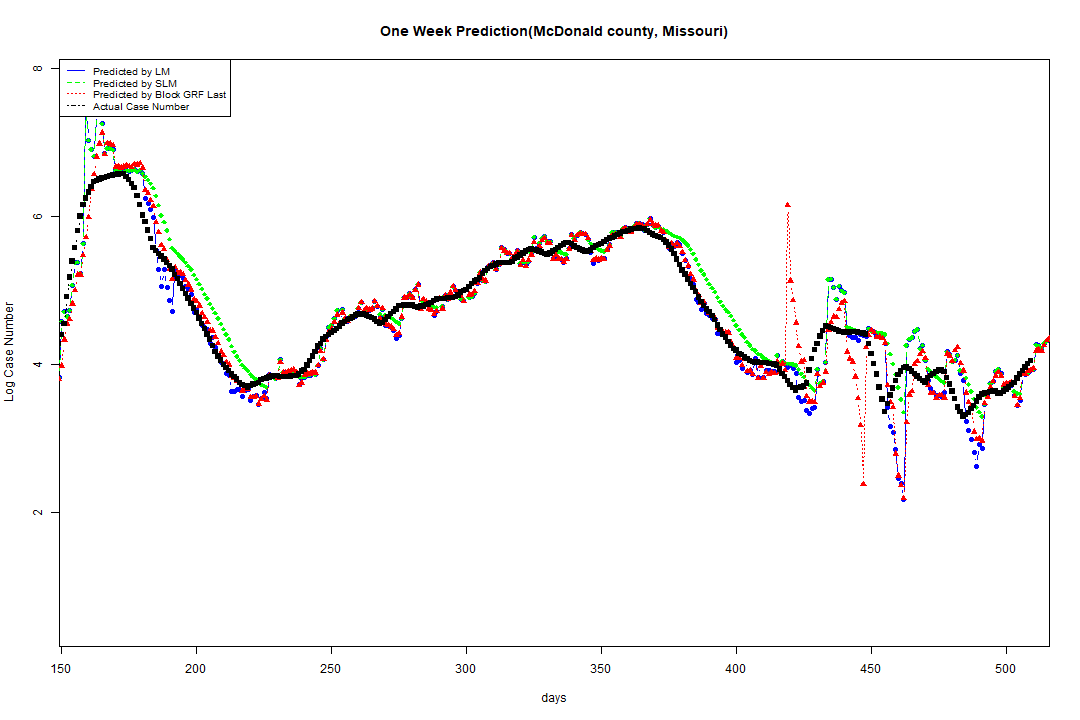 One Week Prediction(McDonald county, Missouri)
8
Predicted by LM
Predicted by SLM
Predicted by Block GRF Last
Actual Case Number
6
4
2
Log Case Number
150 200 250 300 350 400 450 500
days